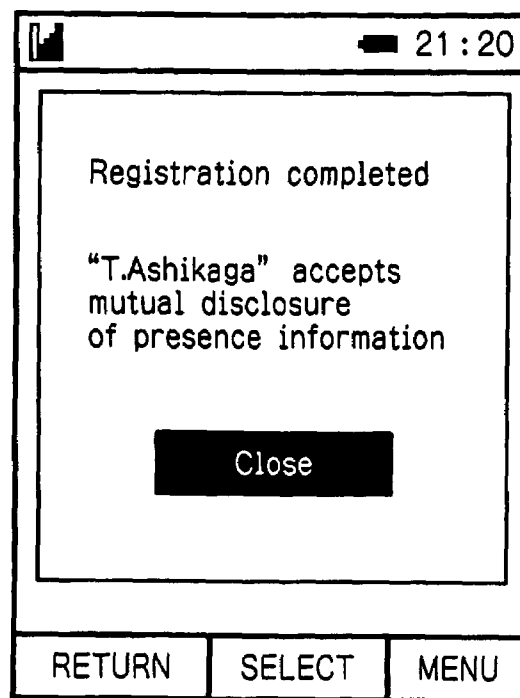 21:20
Registration completed
“T.Ashikaga” accepts
mutual disclosure
of presence information
Close
RETURN SELECT MENU